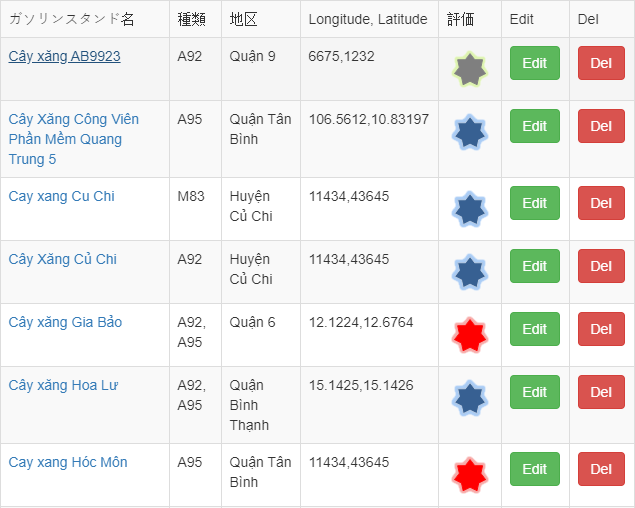 ガソリンスタンド名 種類 地区 Longitude, Latitude 評価 Edit Del
Cây xăng AB9923 A92 Quận 9 6675,1232 Edit Del
Cây Xăng Công Viên A95 Quận Tân 106.5612,10.83197 Edit Del
Phần Mềm Quang Bình
Trung 5
Cay xang Cu Chi M83 Huyện 11434,43645 Edit Del
Củ Chi
Cây Xăng Củ Chi A92 Huyện 11434,43645 Edit Del
Củ Chi
Cây xăng Gia Bảo A92, Quận 6 12.1224,12.6764 Edit Del
A95
Cây xăng Hoa Lư A92, Quận 15.1425,15.1426 Edit Del
A95 Bình
Thạnh
Cay xang Hóc Môn A95 Quận Tân 11434,43645 Edit Del
Bình